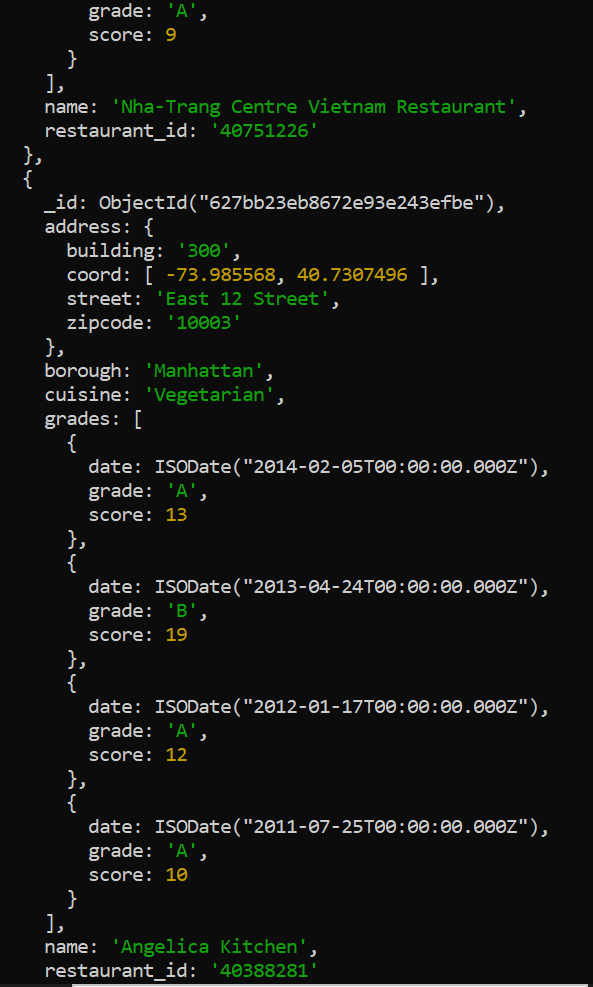 grade: 'A',
score: 9
}
],
name: 'Nha-Trang Centre Vietnam Restaurant',
restaurant_id: '40751226'
},
{
_id: ObjectId("627bb23eb8672e93e243efbe"),
address: {
building: '300',
coord: [ -73.985568, 40.7307496 ],
street: 'East 12 Street',
zipcode: '10003'
},
borough: 'Manhattan',
cuisine: 'Vegetarian',
grades: [
{
date: ISODate("2014-02-05T00:00:00.000Z"),
grade: 'A',
score: 13
},
{
date: ISODate("2013-04-24T00:00:00.000Z"),
grade: 'B',
score: 19
},
{
date: ISODate("2012-01-17T00:00:00.000Z"),
grade: 'A',
score: 12
},
{
date: ISODate("2011-07-25T00:00:00.000Z"),
grade: 'A',
score: 10
}
],
name: 'Angelica Kitchen',
restaurant_id: '40388281'